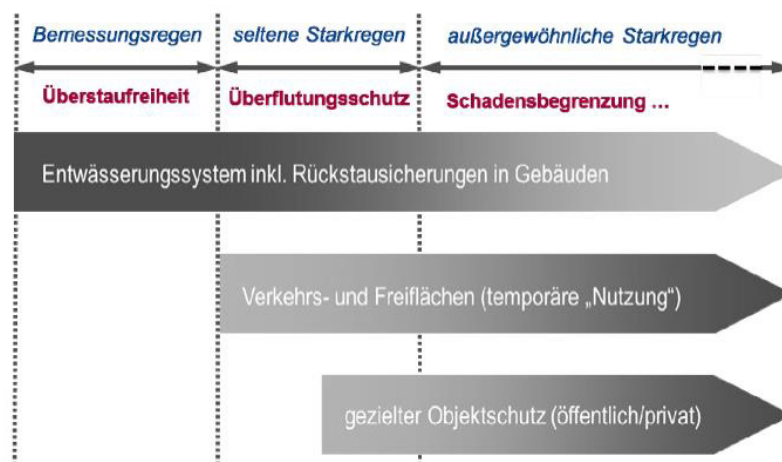 Bemessungsregen seltene Starkregen außergewöhnliche Starkregen
Überstaufreiheit Überflutungsschutz Schadensbegrenzung ...
Entwässerungssystem inkl. Rückstausicherungen in Gebäuden
Verkehrs- und Freiflächen (temporäre „Nutzung“)
gezielter Objektschutz (öffentlich/privat)